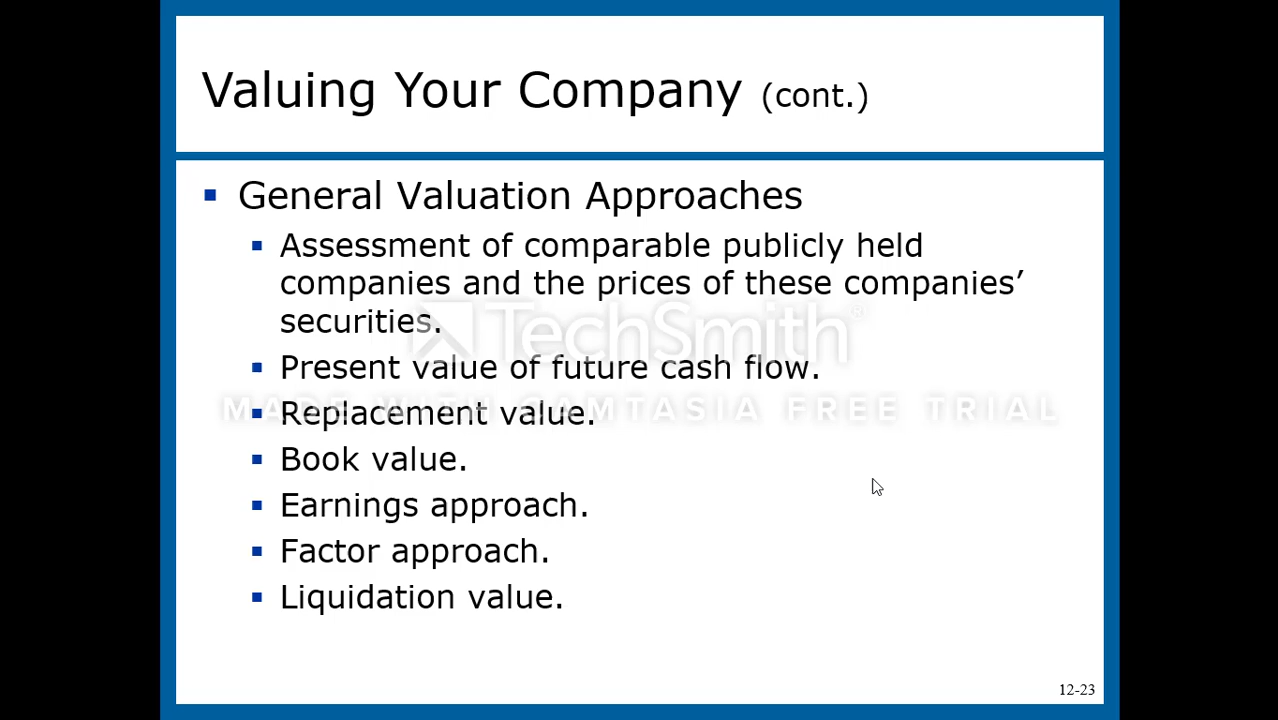 Valuing Your Company (cont.)
General Valuation Approaches
Assessment of comparable publicly held
companies and the prices of these companies’
securities.
TechSmith®
Present value of future cash flow.
MADE WITH CAMTASIA FREE TRIAL
Replacement value.
Book value.
Earnings approach.
Factor approach.
Liquidation value.
12-23